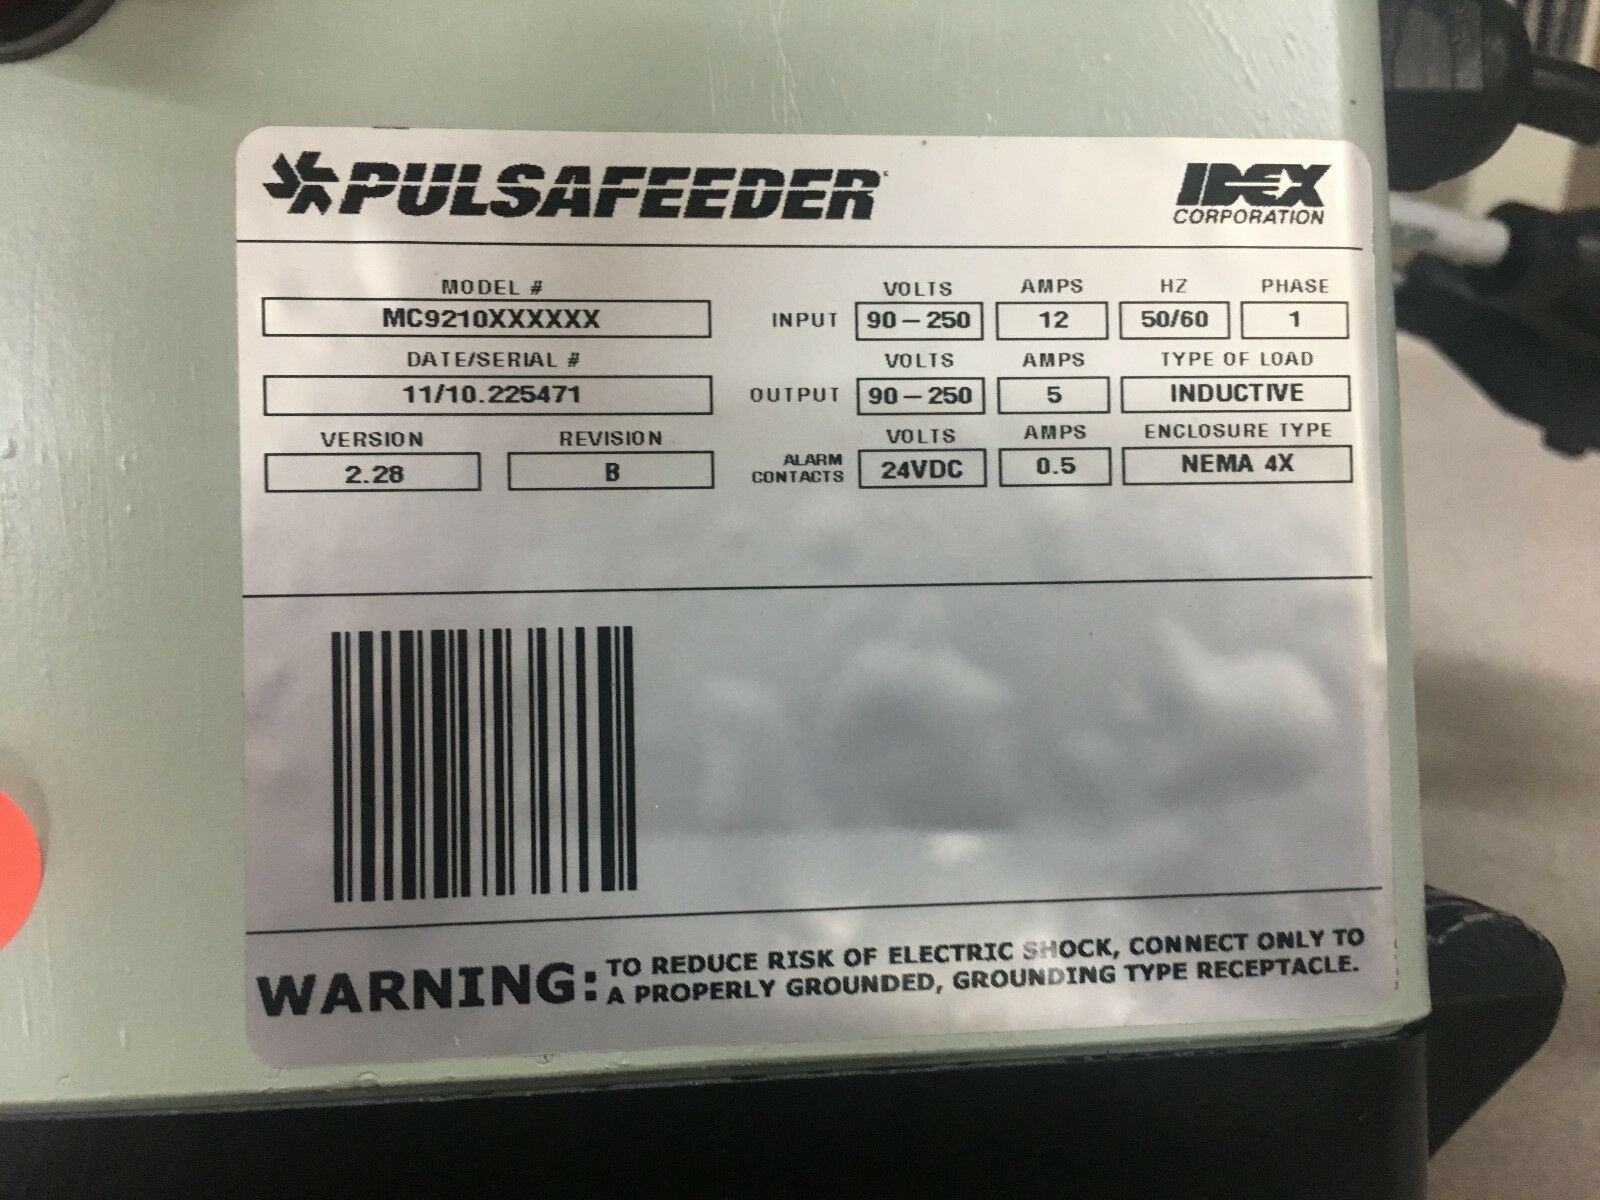 PULSAFEEDER
IDEX
CORPORATION
MODEL #
MC9210XXXXXX
DATE/SERIAL #
11/10.225471
VERSION REVISION
2.28 B
VOLTS AMPS HZ PHASE
INPUT 90 – 250 12 50/60 1
VOLTS AMPS TYPE OF LOAD
OUTPUT 90 – 250 5 INDUCTIVE
VOLTS AMPS ENCLOSURE TYPE
ALARM
CONTACTS 24VDC 0.5 NEMA 4X
WARNING: TO REDUCE RISK OF ELECTRIC SHOCK, CONNECT ONLY TO
A PROPERLY GROUNDED, GROUNDING TYPE RECEPTACLE.